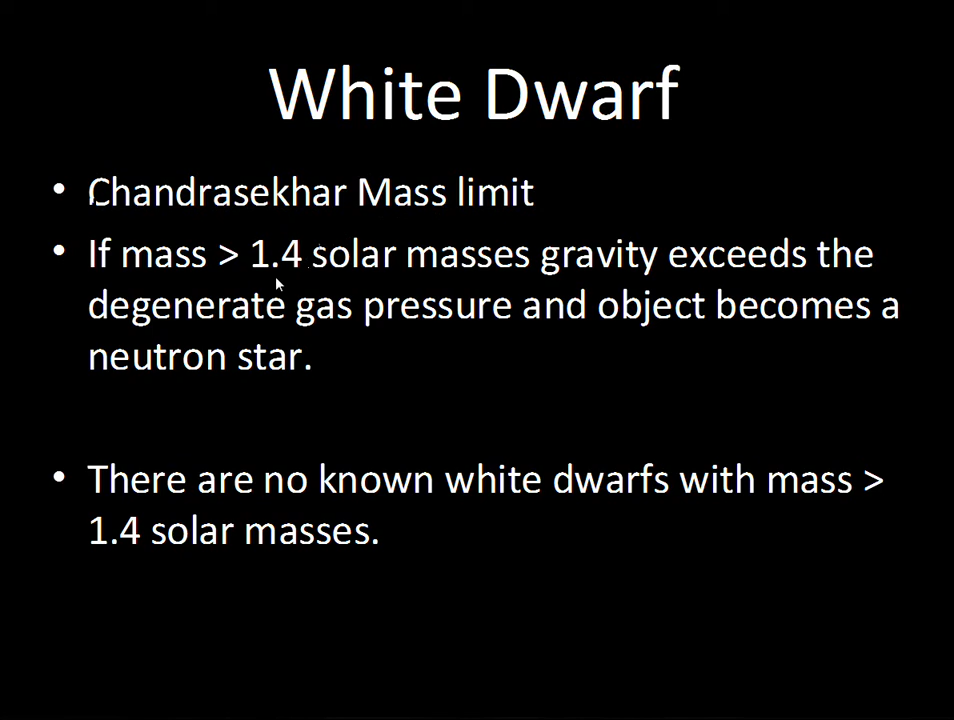 White Dwarf
• Chandrasekhar Mass limit
• If mass > 1.4 solar masses gravity exceeds the
degenerate gas pressure and object becomes a
neutron star.
• There are no known white dwarfs with mass >
1.4 solar masses.